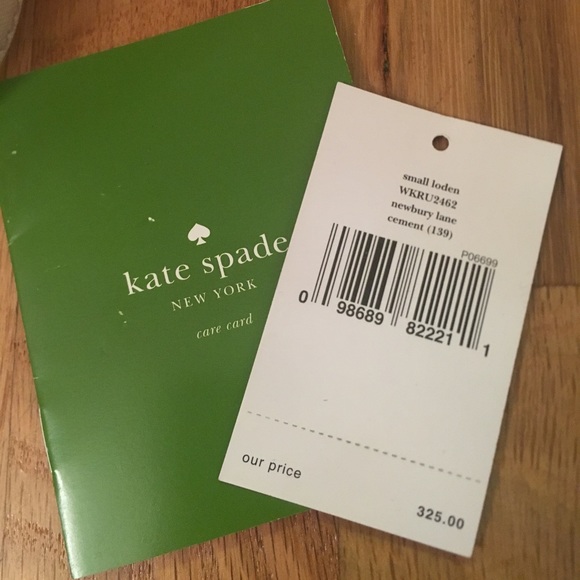 kate spade
NEW YORK
care card
small loden
WKRU2462
newbury lane
cement (139)
P06699
0 98689 82221 1
our price
325.00